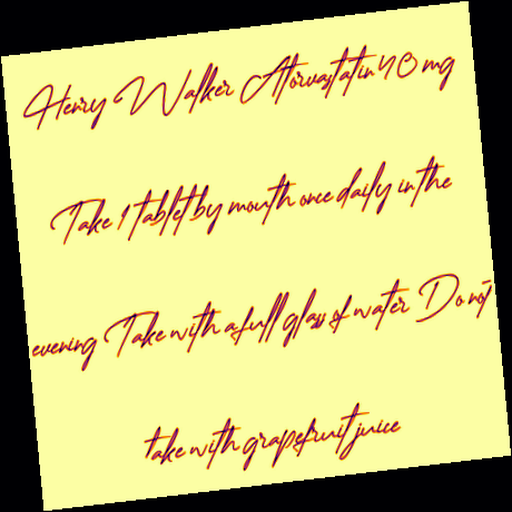 Henry Walker Atorvastatin 40 mg
Take 1 tablet by mouth once daily in the
evening Take with a full glass of water Do not
take with grapefruit juice